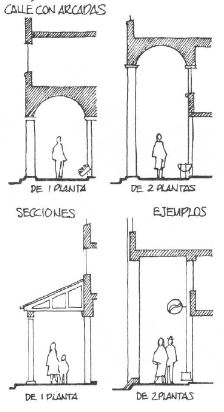 CALLE CON ARCADAS
DE 1 PLANTA
DE 2 PLANTAS
SECCIONES
EJEMPLOS
DE 1 PLANTA
DE 2 PLANTAS